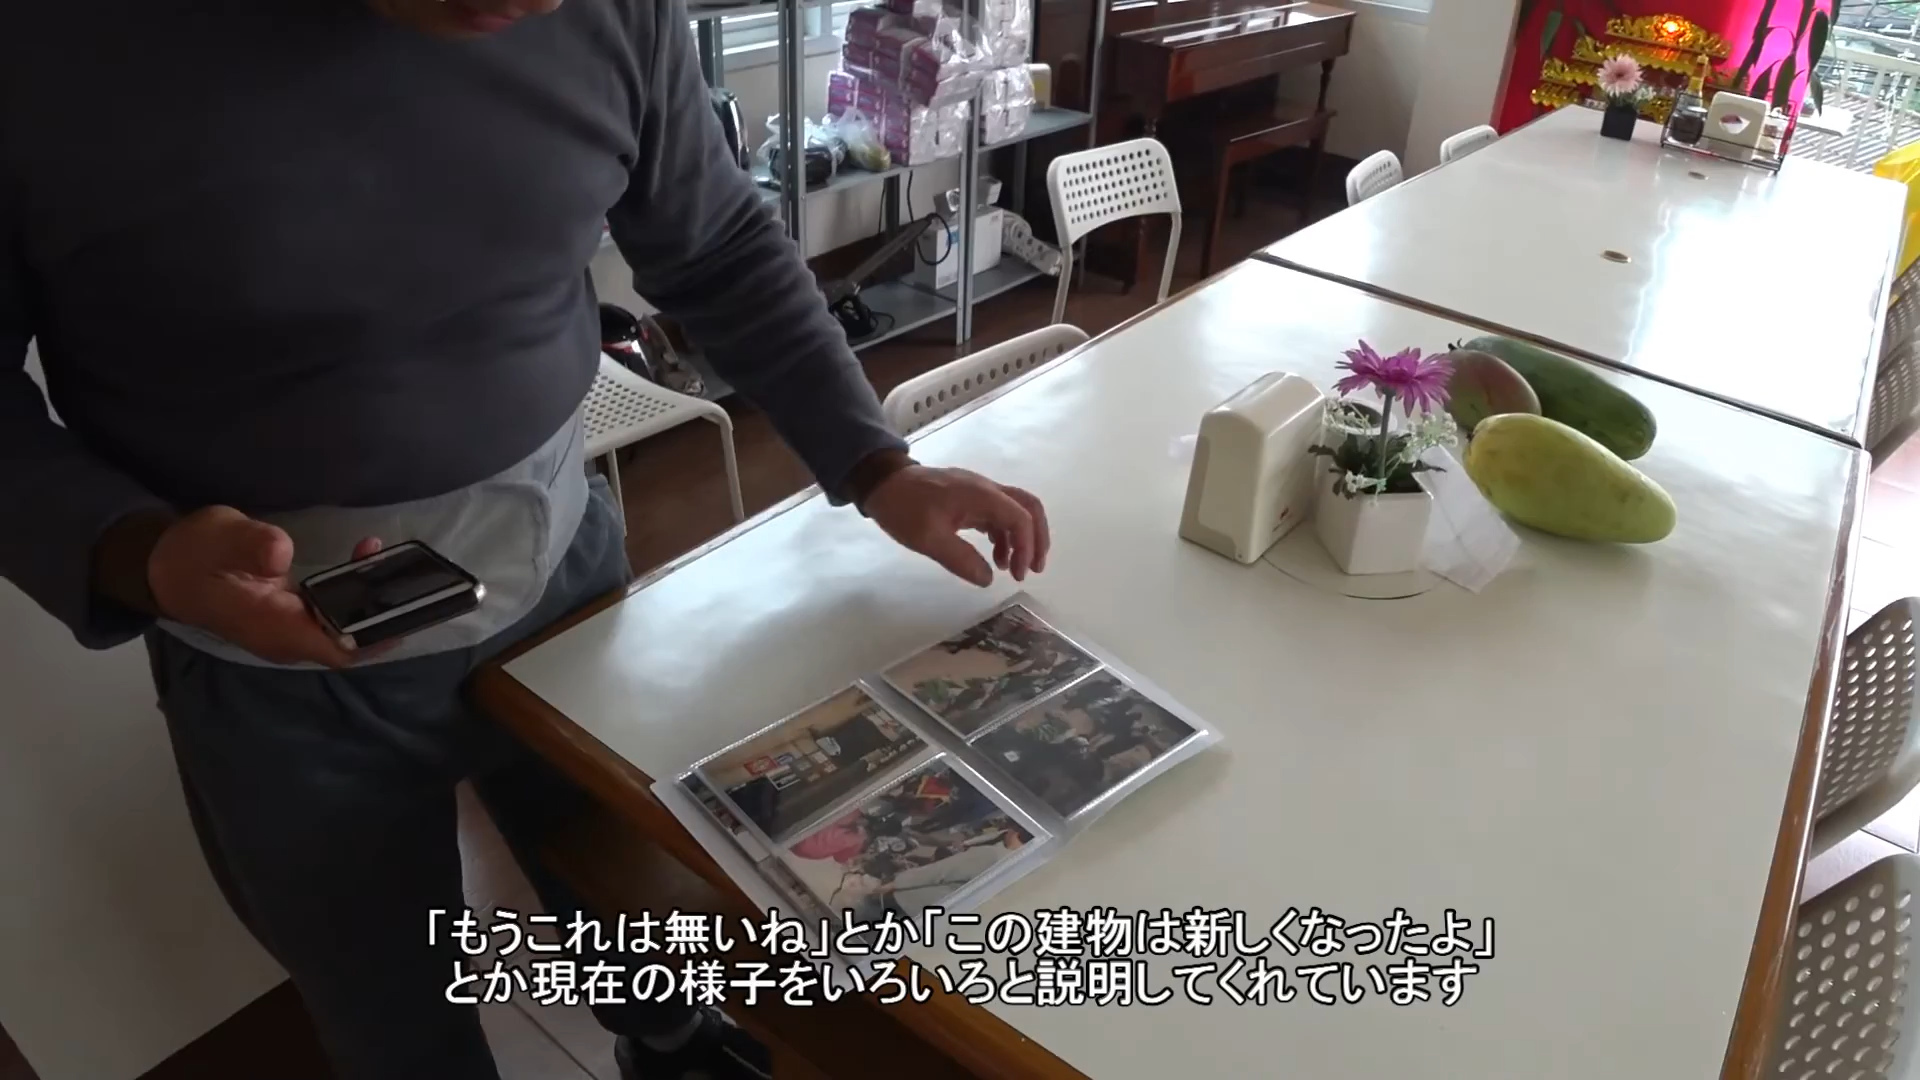 「もうこれは無いね」とか「この建物は新しくなったよ」
とか現在の様子をいろいろと説明してくれています